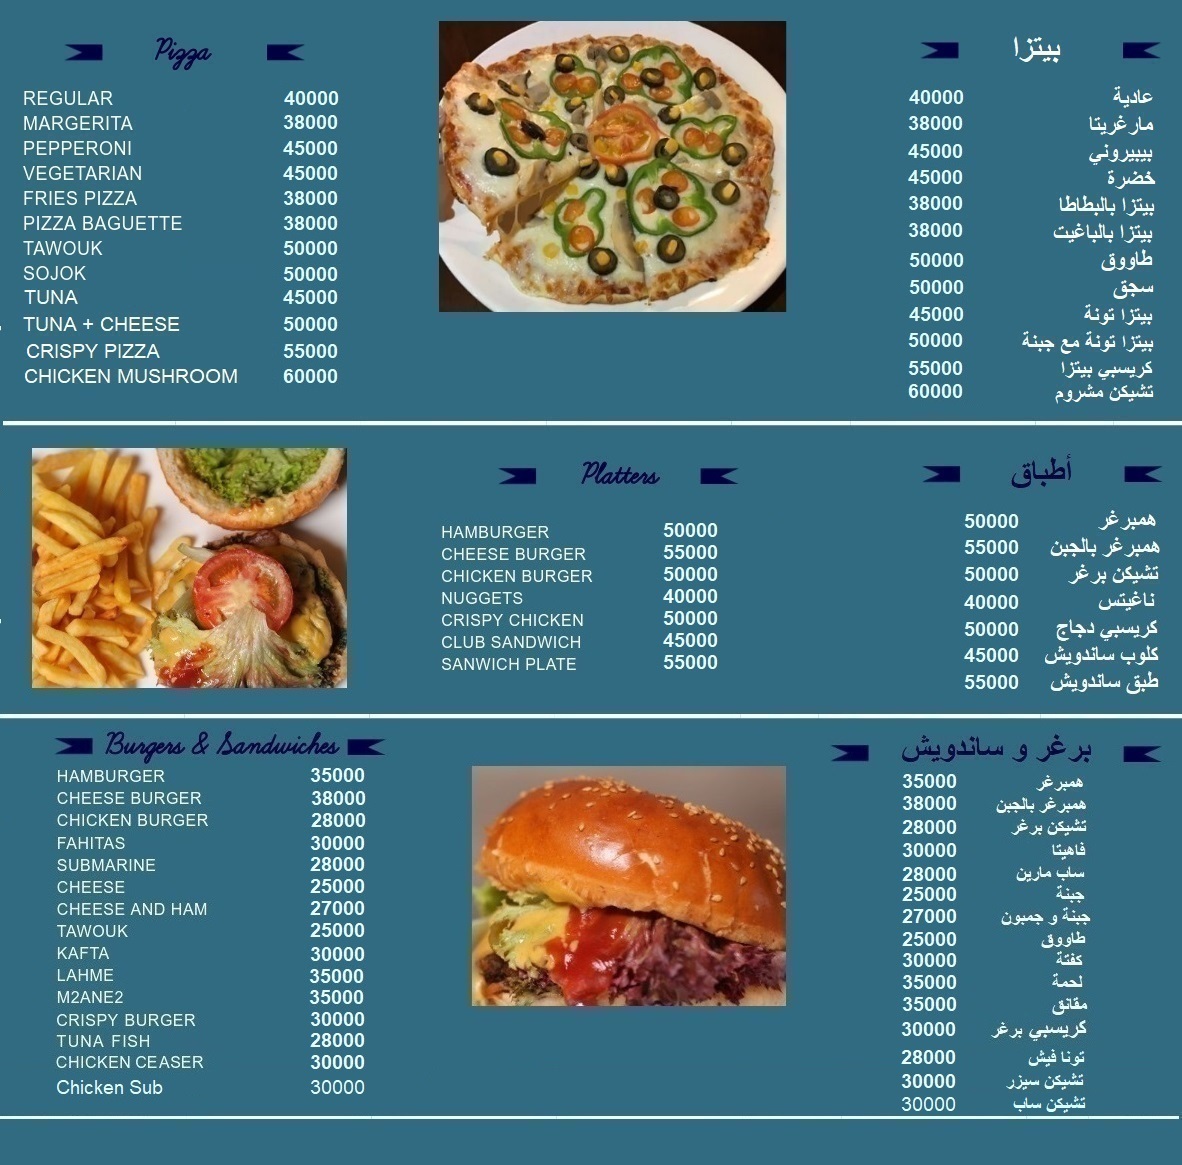 Pizza
REGULAR 40000
MARGERITA 38000
PEPPERONI 45000
VEGETARIAN 45000
FRIES PIZZA 38000
PIZZA BAGUETTE 38000
TAWOUK 50000
SOJOK 50000
TUNA 45000
TUNA + CHEESE 50000
CRISPY PIZZA 55000
CHICKEN MUSHROOM 60000
بيتزا
عادية 40000
مارغريتا 38000
بيبيروني 45000
خضرة 45000
بيتزا بالبطاطا 38000
بيتزا بالباغيت 38000
طاووق 50000
سجق 50000
بيتزا تونة 45000
بيتزا تونة مع جبنة 50000
كريسبي بيتزا 55000
تشيكن مشروم 60000
Platters
HAMBURGER 50000
CHEESE BURGER 55000
CHICKEN BURGER 50000
NUGGETS 40000
CRISPY CHICKEN 50000
CLUB SANDWICH 45000
SANWICH PLATE 55000
أطباق
همبرغر 50000
همبرغر بالجبن 55000
تشيكن برغر 50000
ناغيتس 40000
كريسبي دجاج 50000
كلوب ساندويش 45000
طبق ساندويش 55000
Burgers & Sandwiches
HAMBURGER 35000
CHEESE BURGER 38000
CHICKEN BURGER 28000
FAHITAS 30000
SUBMARINE 28000
CHEESE 25000
CHEESE AND HAM 27000
TAWOUK 25000
KAFTA 30000
LAHME 35000
M2ANE2 35000
CRISPY BURGER 30000
TUNA FISH 28000
CHICKEN CEASER 30000
Chicken Sub 30000
برغر و ساندويش
همبرغر 35000
همبرغر بالجبن 38000
تشيكن برغر 28000
فاهيتا 30000
ساب مارين 28000
جبنة 25000
جبنة و جمبون 27000
طاووق 25000
كفتة 30000
لحمة 35000
مقانق 35000
كريسبي برغر 30000
تونا فيش 28000
تشيكن سيزر 30000
تشيكن ساب 30000